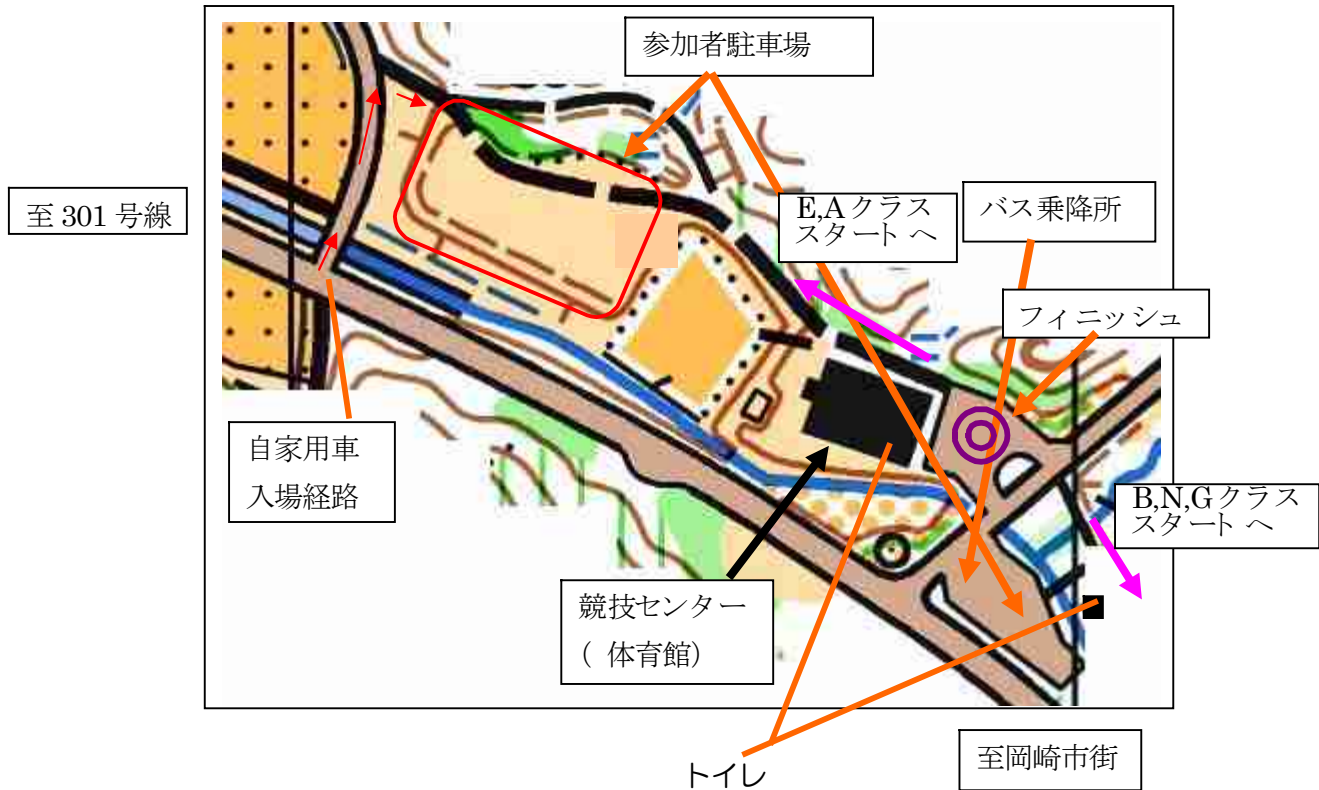 参加者駐車場
至 301 号線
E,Aクラス
スタート へ
バス乗降所
フィニッシュ
自家用車
入場経路
B,N,Gクラス
スタート へ
競技センター
( 体育館)
トイレ
至岡崎市街